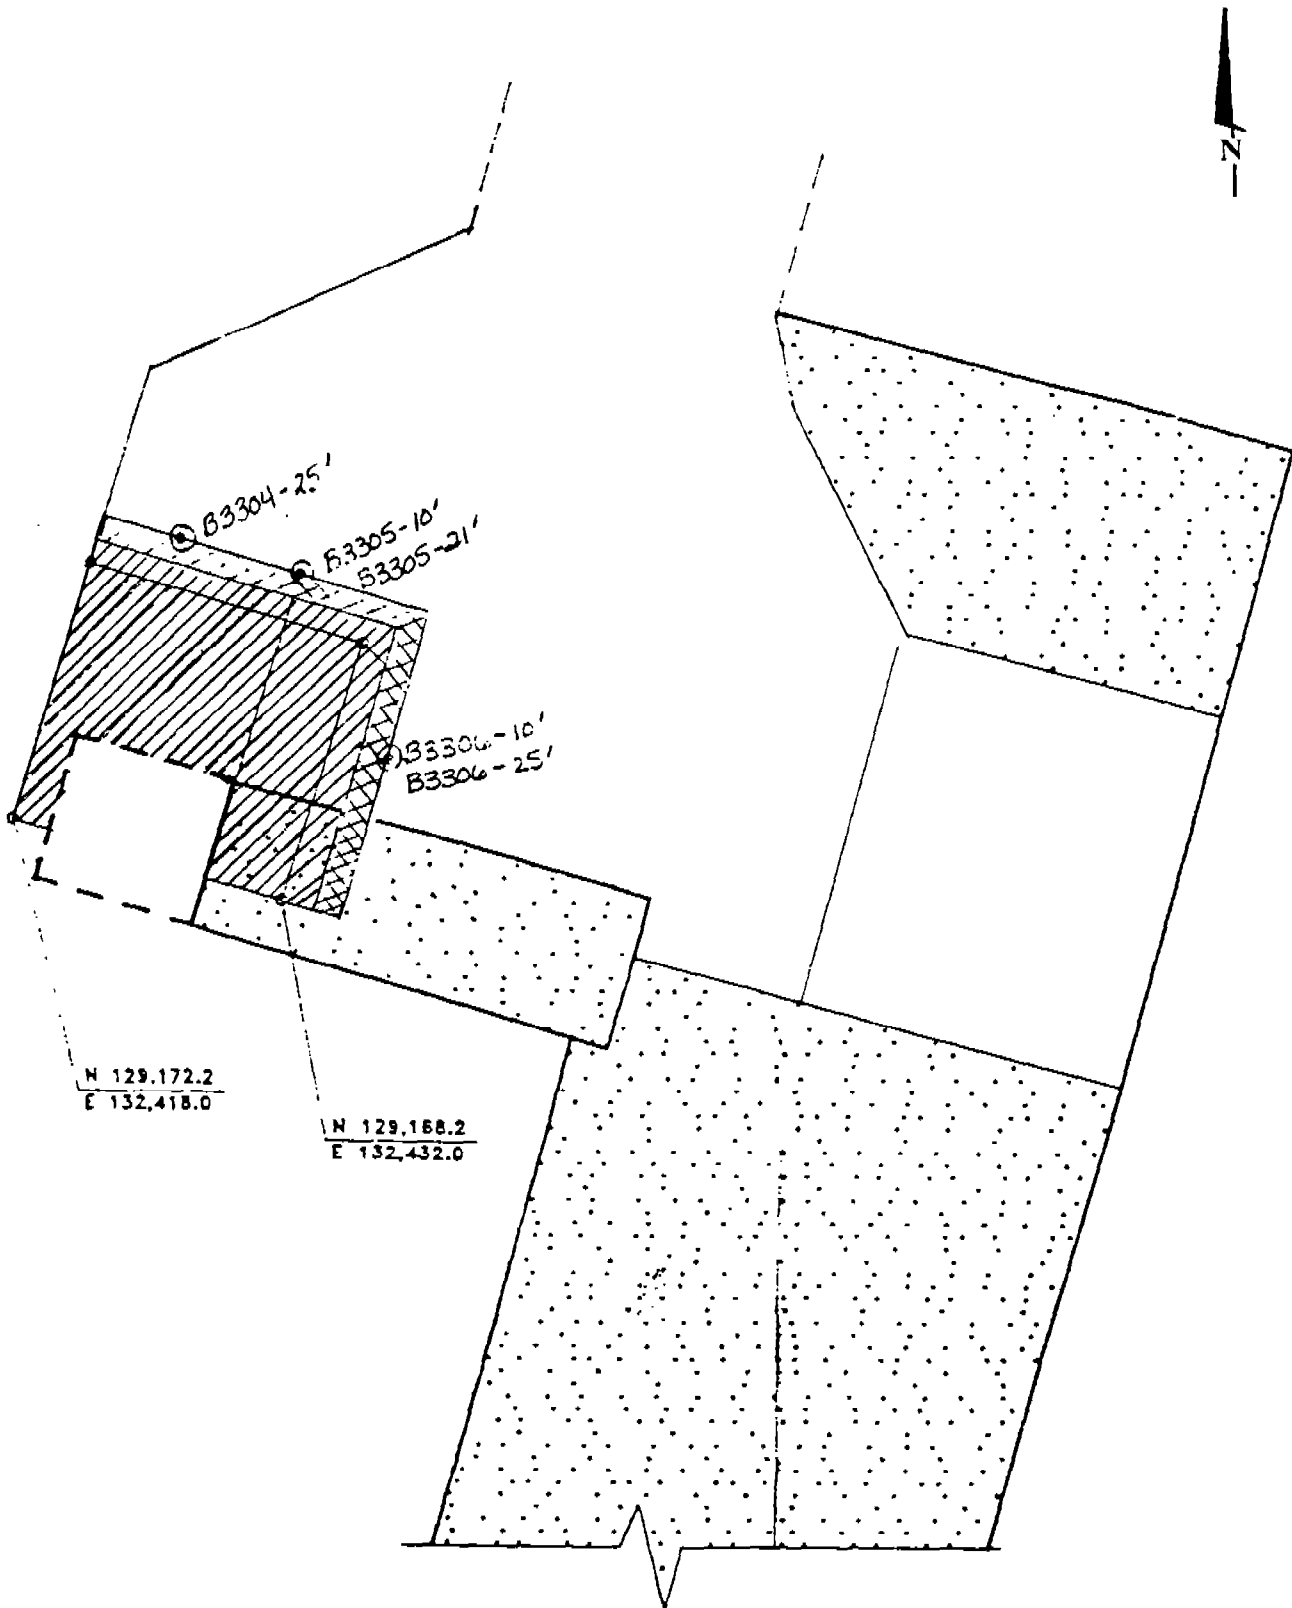 N
B3304-25'
B3305-10'
B3305-21'
B3306-10'
B3306-25'
N 129,172.2
E 132,418.0
N 129,168.2
E 132,432.0